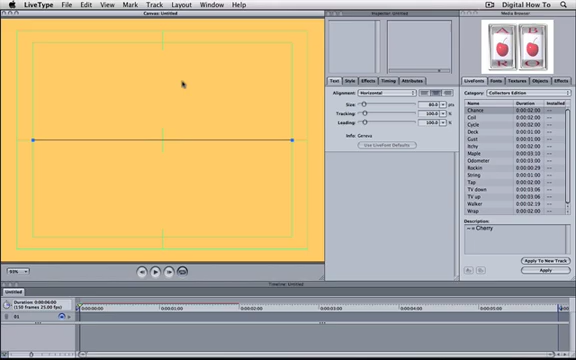 LiveType File Edit View Mark Track Layout Window Help Digital How To
Canvas: Untitled
Inspector: Untitled
Media Browser
Text Style Effects Timing Attributes
Alignment: Horizontal
Size: 80.0 pts
Tracking: 100.0 %
Leading: 100.0 %
Info: Geneva
Use LiveFont Defaults
LiveFonts Fonts Textures Objects Effects
Category: Collectors Edition
Name Duration Installed
Chance 0:00:02:00 ---
Coil 0:00:02:00 ---
Cycle 0:00:02:00 ---
Deck 0:00:01:00 ---
Gust 0:00:01:00 ---
Itchy 0:00:02:00 ---
Maple 0:00:03:10 ---
Odometer 0:00:03:00 ---
Rockin 0:00:00:29 ---
String 0:00:01:00 ---
Tap 0:00:02:00 ---
TV down 0:00:03:06 ---
TV up 0:00:03:06 ---
Walker 0:00:02:19 ---
Wrap 0:00:02:00 ---
Description
-- = Cherry
Apply To New Track
Apply
93%
Timeline: Untitled
Untitled
Duration: 0:00:06:00
(150 frames 25.00 fps)
0:00:00:00 0:00:01:00 0:00:02:00 0:00:03:00 0:00:04:00 0:00:05:00